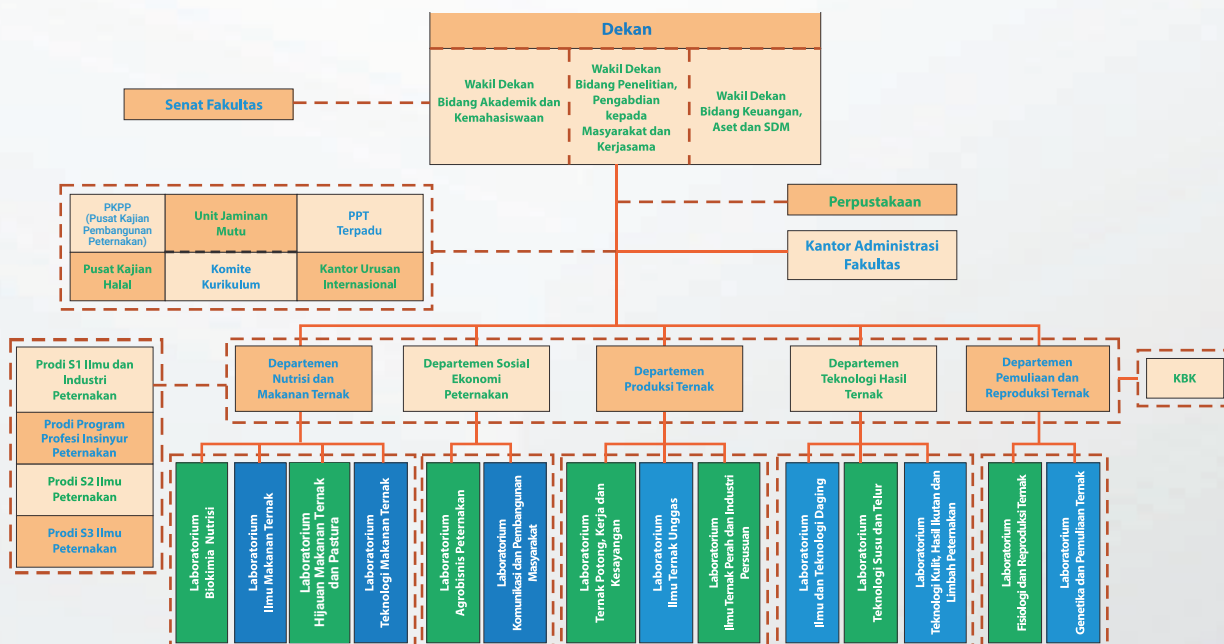 Dekan
Wakil Dekan
Bidang Akademik dan
Kemahasiswaan
Wakil Dekan
Bidang Penelitian,
Pengabdian
kepada
Masyarakat dan
Kerjasama
Wakil Dekan
Bidang Keuangan,
Aset dan SDM
Senat Fakultas
PKPP
(Pusat Kajian
Pembangunan
Peternakan)
Unit Jaminan
Mutu
PPT
Terpadu
Pusat Kajian
Halal
Komite
Kurikulum
Kantor Urusan
Internasional
Perpustakaan
Kantor Administrasi
Fakultas
Prodi S1 Ilmu dan
Industri
Peternakan
Prodi Program
Profesi Insinyur
Peternakan
Prodi S2 Ilmu
Peternakan
Prodi S3 Ilmu
Peternakan
Departemen
Nutrisi dan
Makanan Ternak
Departemen Sosial
Ekonomi
Peternakan
Departemen
Produksi Ternak
Departemen
Teknologi Hasil
Ternak
Departemen
Pemuliaan dan
Reproduksi Ternak
KBK
Laboratorium
Biokimia Nutrisi
Laboratorium
Ilmu Makanan Ternak
Laboratorium
Hijauan Makanan Ternak
dan Pastura
Laboratorium
Teknologi Makanan Ternak
Laboratorium
Agrobisnis Peternakan
Laboratorium
Komunikasi dan Pembangunan
Masyarakat
Laboratorium
Ternak Potong, Kerja dan
Kesayangan
Laboratorium
Ilmu Ternak Unggas
Laboratorium
Ilmu Ternak Perah dan Industri
Persusuan
Laboratorium
Ilmu dan Teknologi Daging
Laboratorium
Teknologi Susu dan Telur
Laboratorium
Teknologi Kulit, Hasil Ikutan dan
Limbah Peternakan
Laboratorium
Fisiologi dan Reproduksi Ternak
Laboratorium
Genetika dan Pemuliaan Ternak